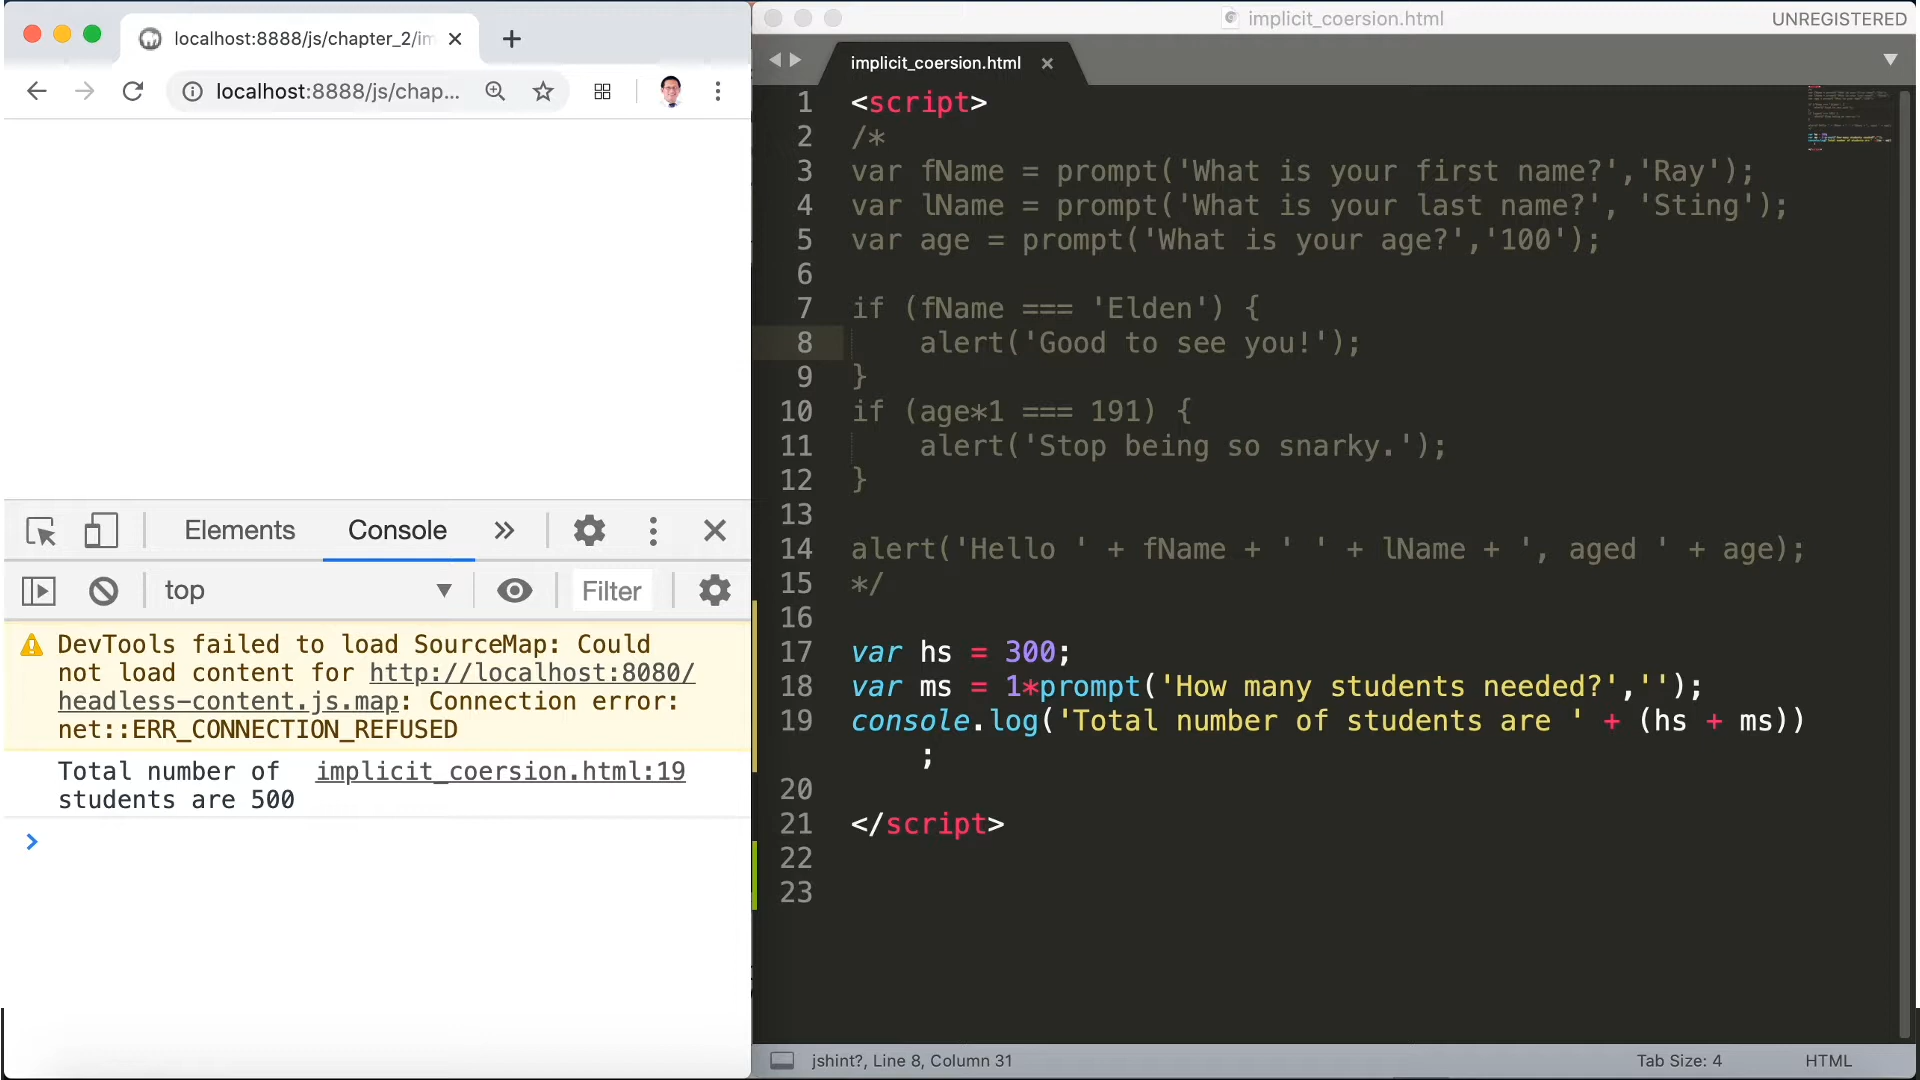 localhost:8888/js/chapter_2/im
localhost:8888/js/chap...
Elements Console
top Filter
DevTools failed to load SourceMap: Could
not load content for http://localhost:8080/
headless-content.js.map: Connection error:
net::ERR_CONNECTION_REFUSED
Total number of implicit_coersion.html:19
students are 500
implicit_coersion.html UNREGISTERED
implicit_coersion.html
1 <script>
2 /*
3 var fName = prompt('What is your first name?','Ray');
4 var lName = prompt('What is your last name?', 'Sting');
5 var age = prompt('What is your age?','100');
6
7 if (fName === 'Elden') {
8 alert('Good to see you!');
9 }
10 if (age*1 === 191) {
11 alert('Stop being so snarky.');
12 }
13
14 alert('Hello ' + fName + ' ' + lName + ', aged ' + age);
15 */
16
17 var hs = 300;
18 var ms = 1*prompt('How many students needed?','');
19 console.log('Total number of students are ' + (hs + ms))
;
20
21 </script>
22
23
jshint?, Line 8, Column 31 Tab Size: 4 HTML